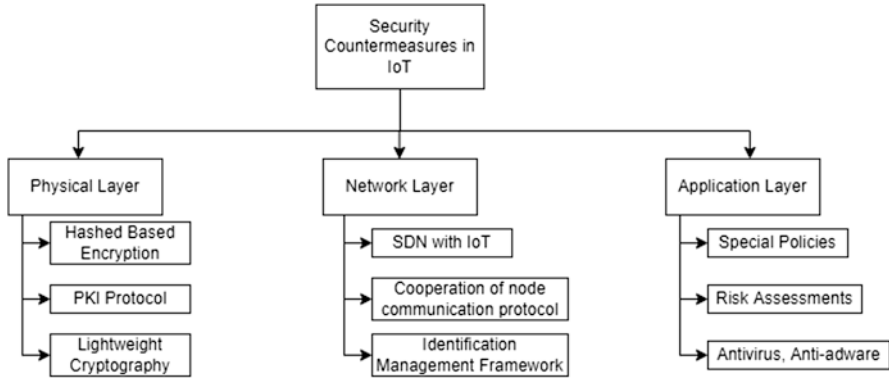 Security
Countermeasures in
IoT
Physical Layer
Network Layer
Application Layer
Hashed Based
Encryption
PKI Protocol
Lightweight
Cryptography
SDN with IoT
Cooperation of node
communication protocol
Identification
Management Framework
Special Policies
Risk Assessments
Antivirus, Anti-adware